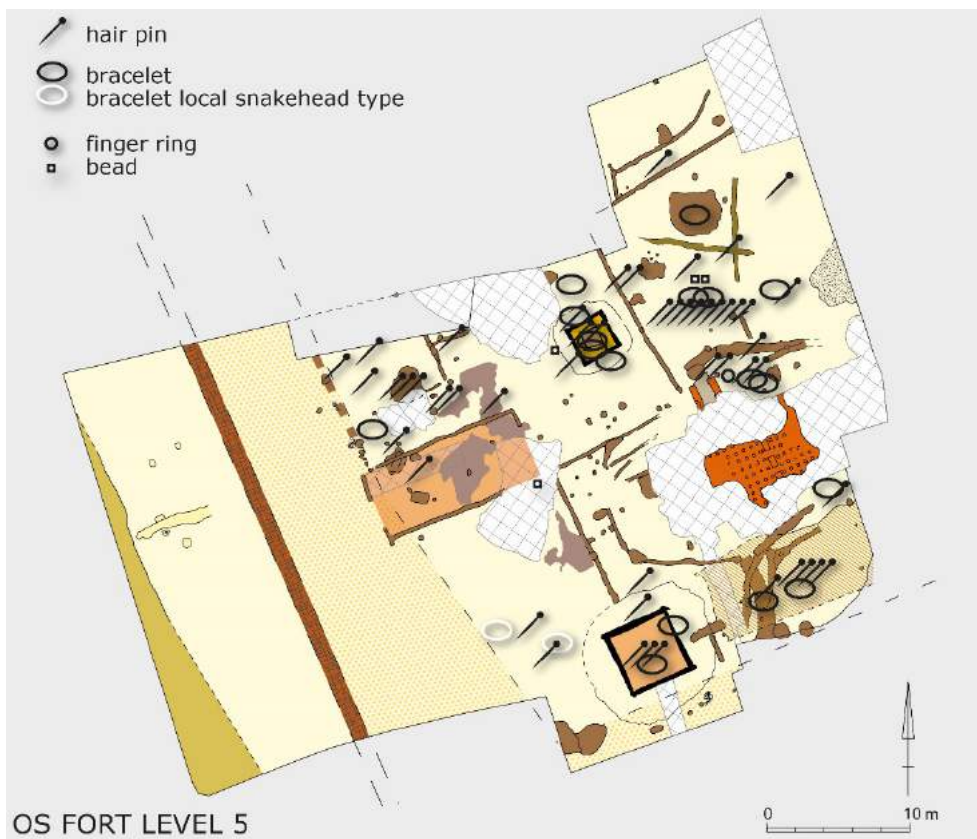 hair pin
bracelet
bracelet local snakehead type
finger ring
bead
OS FORT LEVEL 5
0 10 m